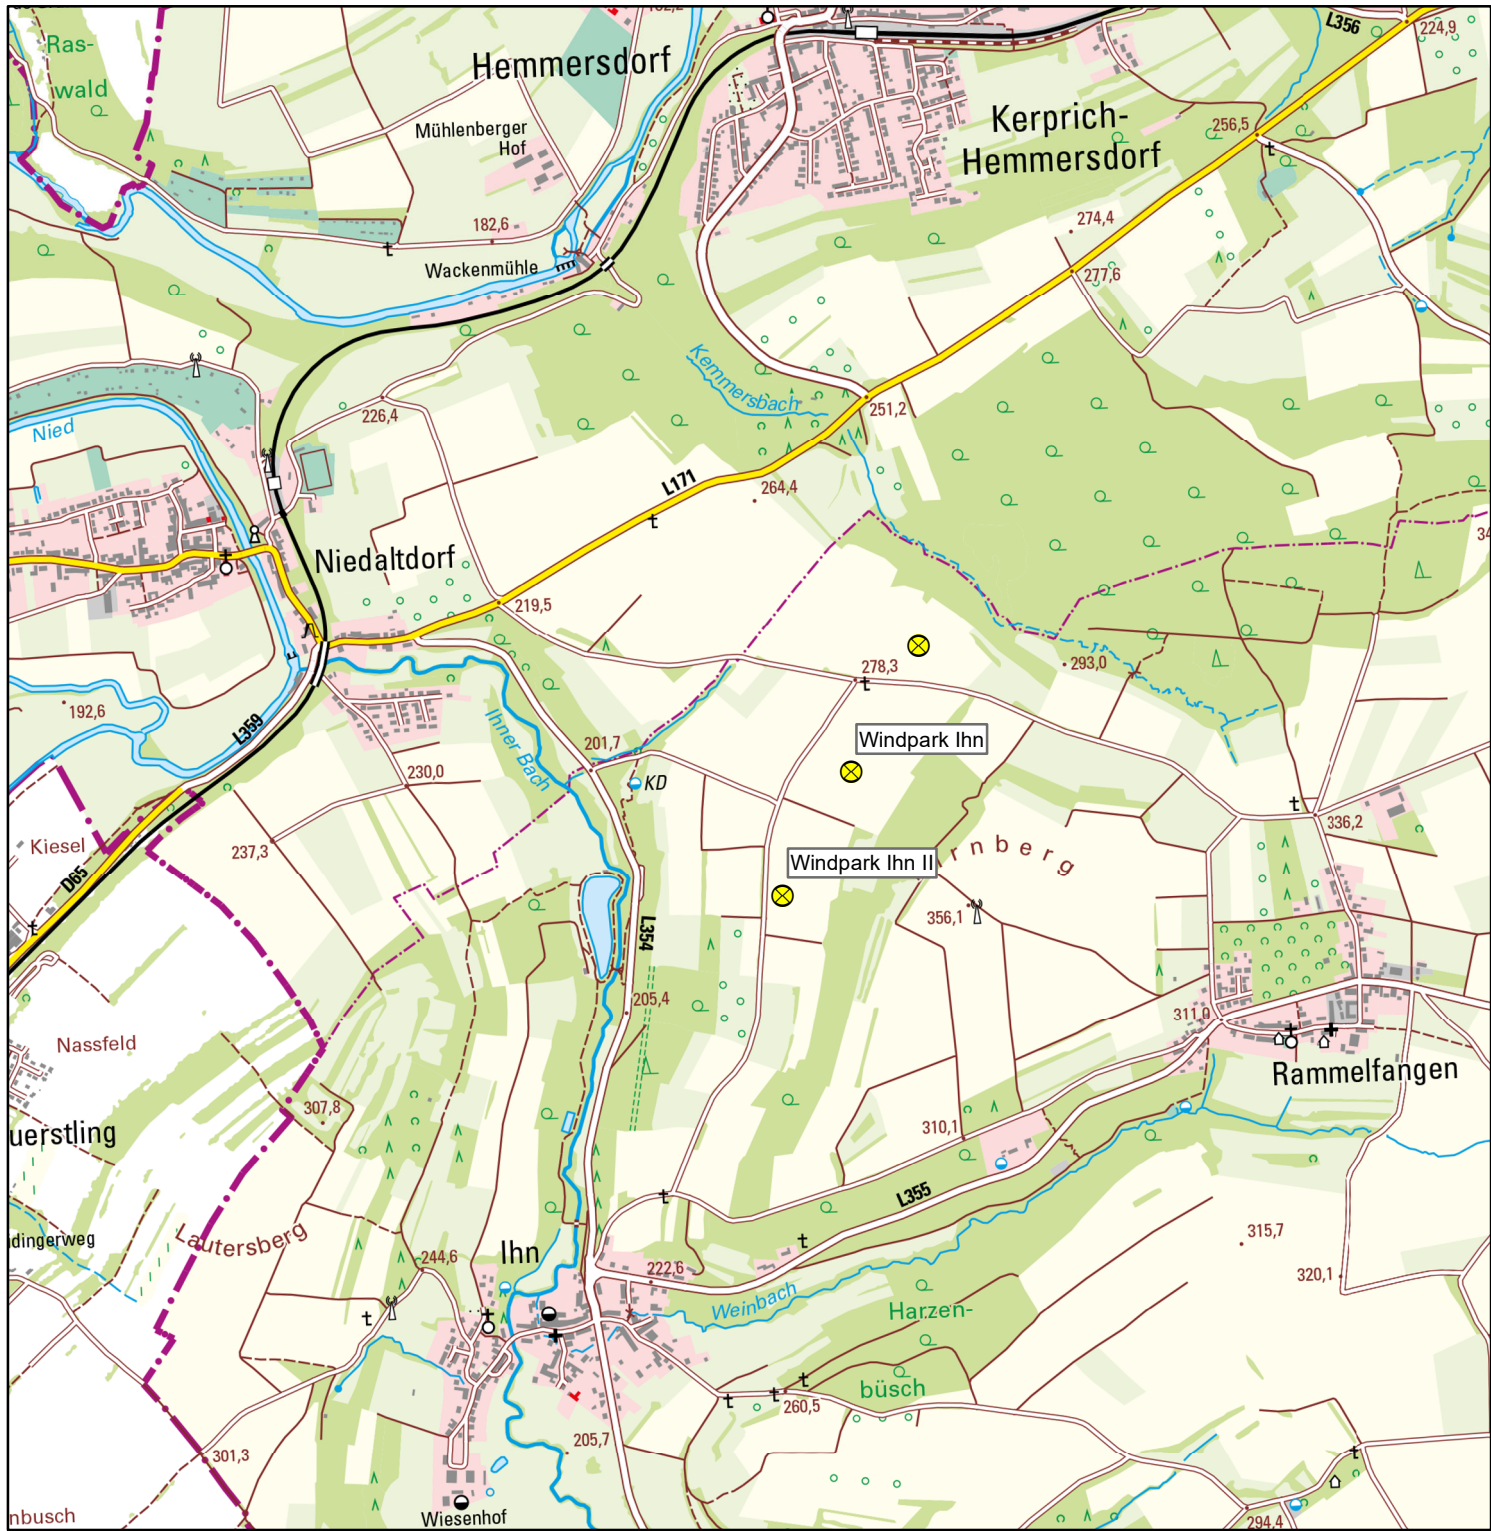 Ras-
wald
Hemmersdorf
L356
224,9
Mühlenberger
Hof
Kerprich-
Hemmersdorf
256,5
182,6
274,4
Wackenmühle
277,6
Kemmersbach
226,4
251,2
Nied
L171
264,4
Niedaltdorf
219,5
278,3
293,0
192,6
L359
Ihner Bach
201,7
Windpark Ihn
230,0
KD
336,2
Kiesel
237,3
D65
Windpark Ihn II
rnberg
356,1
L354
205,4
311,0
Nassfeld
Rammelfangen
307,8
uerstling
310,1
L355
idingerweg
Lautersberg
244,6
Ihn
222,6
315,7
320,1
Weinbach
Harzen-
büsch
260,5
205,7
301,3
nbusch
Wiesenhof
294,4